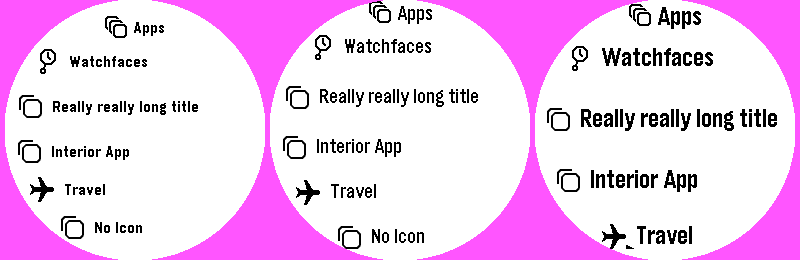 Apps
Watchfaces
Really really long title
Interior App
Travel
No Icon
Apps
Watchfaces
Really really long title
Interior App
Travel
No Icon
Apps
Watchfaces
Really really long title
Interior App
Travel